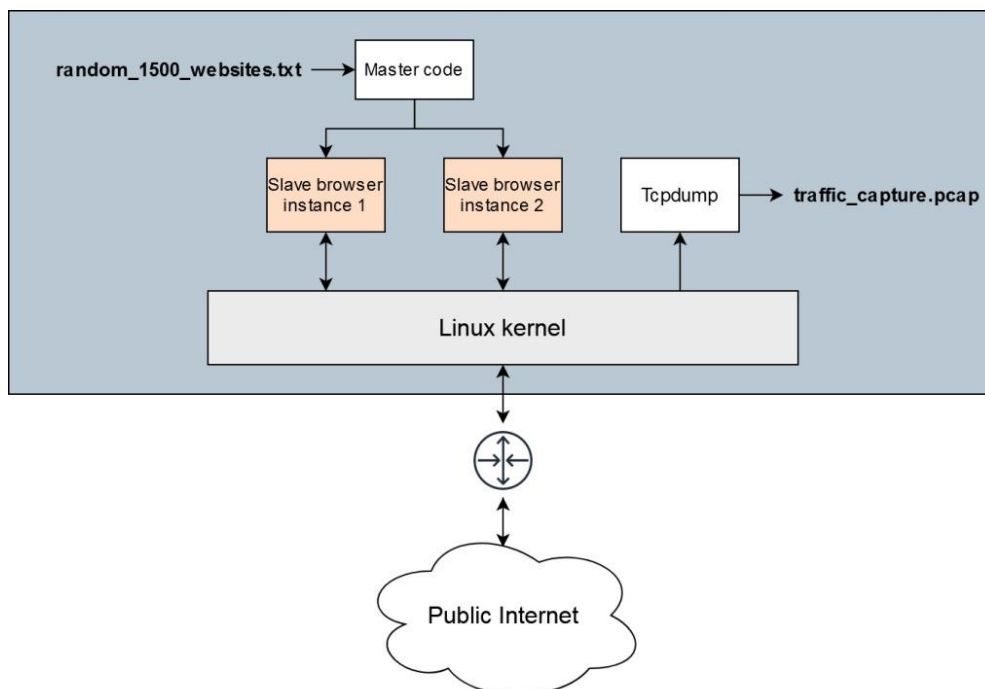 random_1500_websites.txt
Master code
Slave browser
instance 1
Slave browser
instance 2
Tcpdump
traffic_capture.pcap
Linux kernel
Public Internet